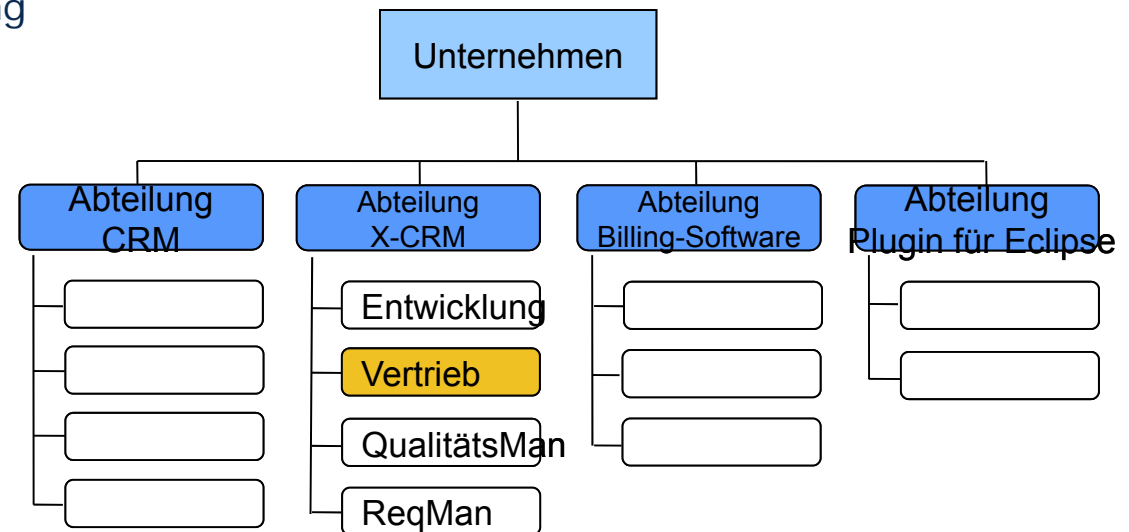 Unternehmen
Abteilung
CRM
Abteilung
X-CRM
Abteilung
Billing-Software
Abteilung
Plugin für Eclipse
Entwicklung
Vertrieb
QualitätsMan
ReqMan